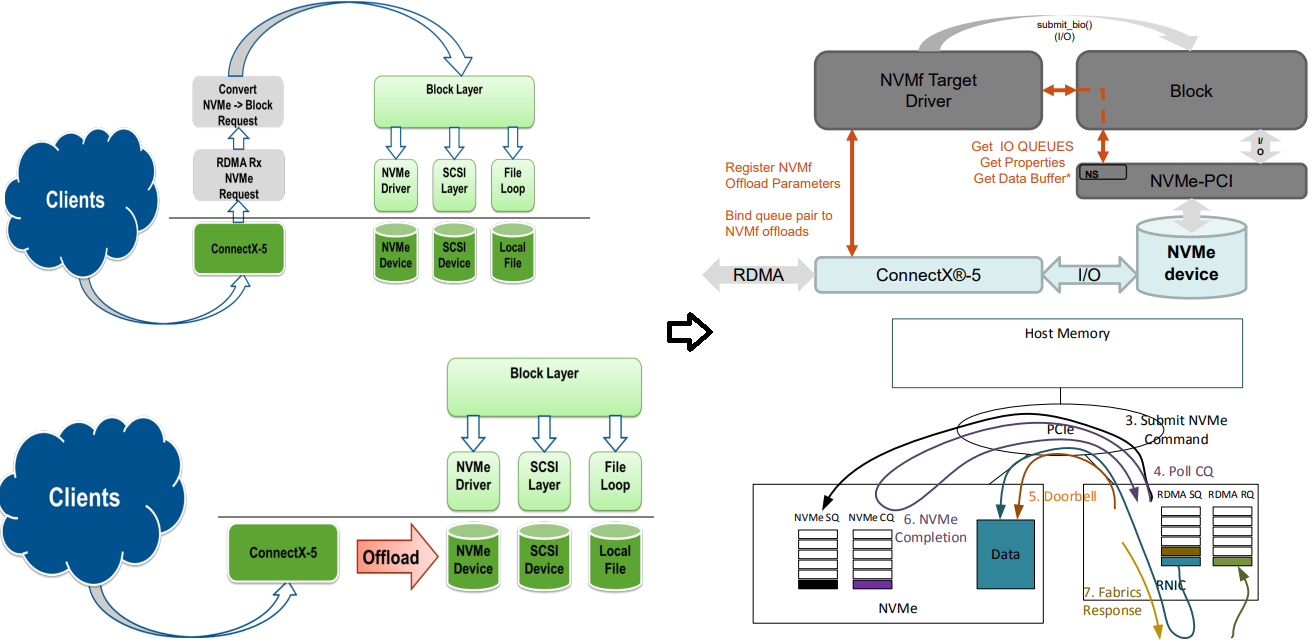 Clients
Convert
NVMe -> Block
Request
RDMA Rx
NVMe
Request
ConnectX-5
Block Layer
NVMe
Driver
SCSI
Layer
File
Loop
NVMe
Device
SCSI
Device
Local
File
Clients
ConnectX-5
Offload
Block Layer
NVMe
Driver
SCSI
Layer
File
Loop
NVMe
Device
SCSI
Device
Local
File
submit_bio()
(I/O)
NVMf Target
Driver
Block
Register NVMf
Offload Parameters
Bind queue pair to
NVMf offloads
Get IO QUEUES
Get Properties
Get Data Buffer*
I/
O
NS
NVMe-PCI
RDMA
ConnectX®-5
I/O
NVMe
device
Host Memory
PCIe
3. Submit NVMe
Command
4. Poll CQ
5. Doorbell
NVMe SQ
NVMe CQ
6. NVMe
Completion
Data
NVMe
RDMA SQ
RDMA RQ
RNIC
7. Fabrics
Response